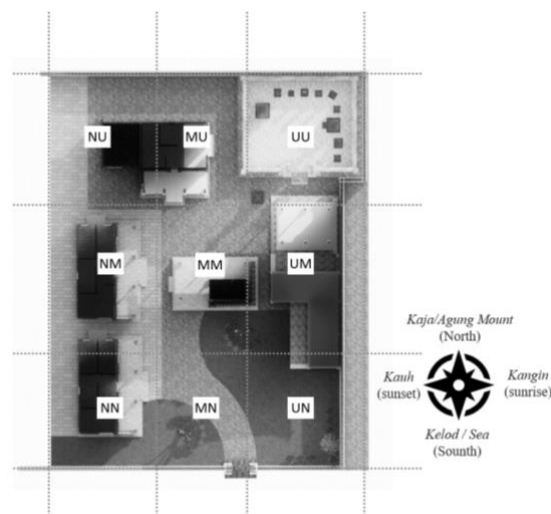 NU MU UU
NM MM UM
NN MN UN
Kaja/Agung Mount
(North)
Kauh
(sunset)
Kangin
(sunrise)
Kelod / Sea
(Sounth)